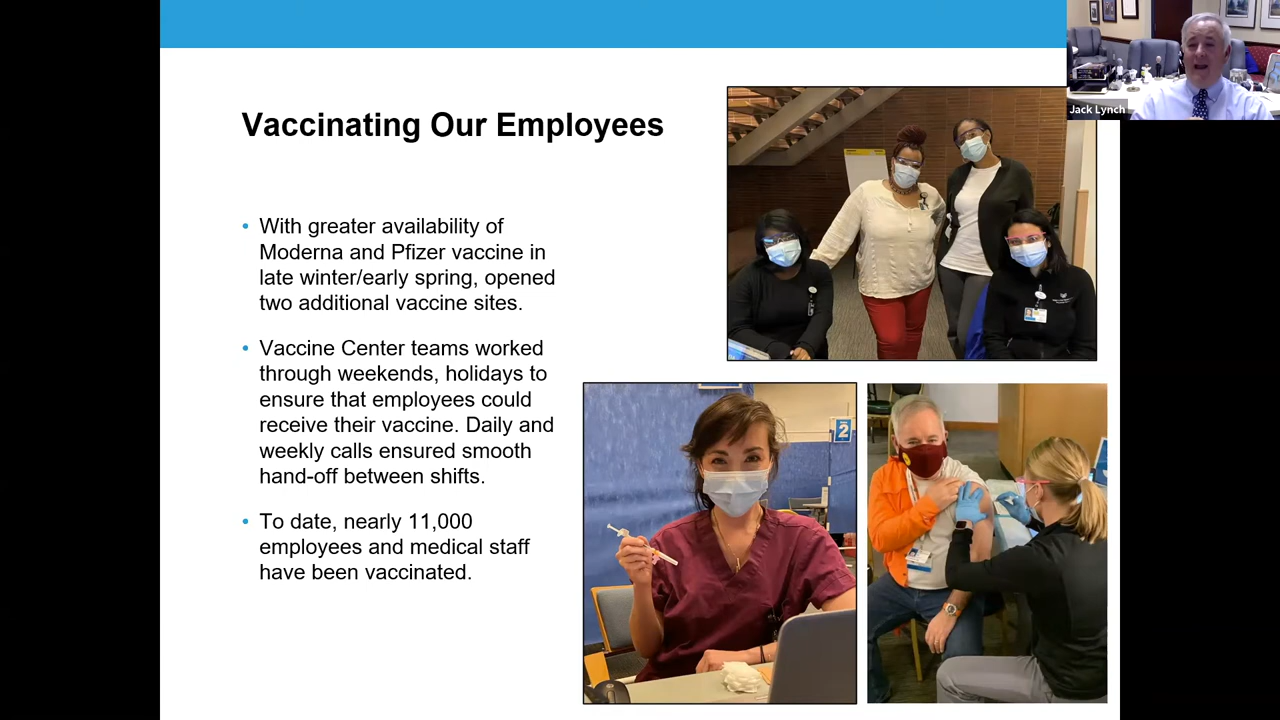 Jack Lynch
Vaccinating Our Employees
• With greater availability of
Moderna and Pfizer vaccine in
late winter/early spring, opened
two additional vaccine sites.
• Vaccine Center teams worked
through weekends, holidays to
ensure that employees could
receive their vaccine. Daily and
weekly calls ensured smooth
hand-off between shifts.
• To date, nearly 11,000
employees and medical staff
have been vaccinated.
2